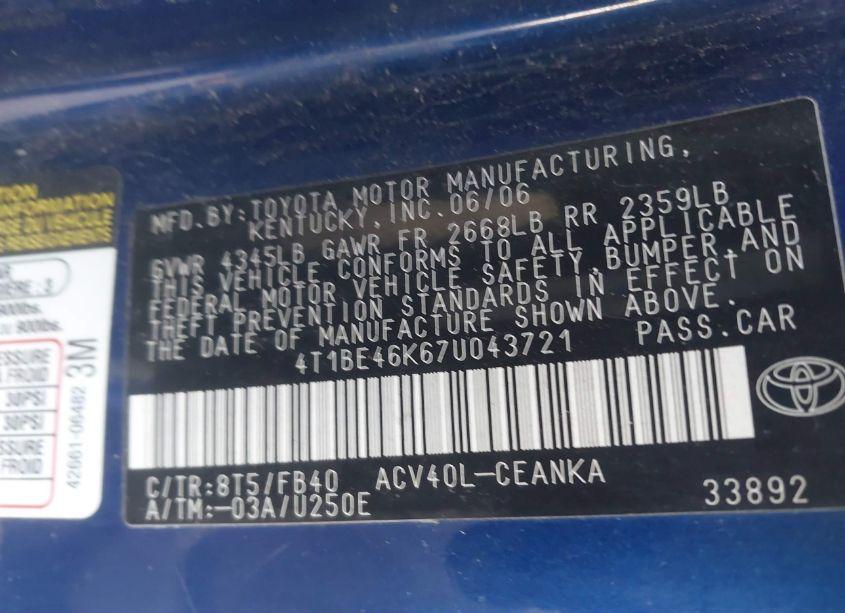 MFD.BY:TOYOTA MOTOR MANUFACTURING,
KENTUCKY,INC.06/06
GVWR 4345LB GAWR FR 2668LB RR 2359LB
THIS VEHICLE CONFORMS TO ALL APPLICABLE
FEDERAL MOTOR VEHICLE SAFETY,BUMPER,AND
THEFT PREVENTION STANDARDS IN EFFECT ON
THE DATE OF MANUFACTURE SHOWN ABOVE.
4T1BE46K67U043721 PASS.CAR
C/TR:8T5/FB40 ACV40L-CEANKA
A/TM:-03A/U250E 33892
30PSI
30PSI
FROID
42661-06482 3M